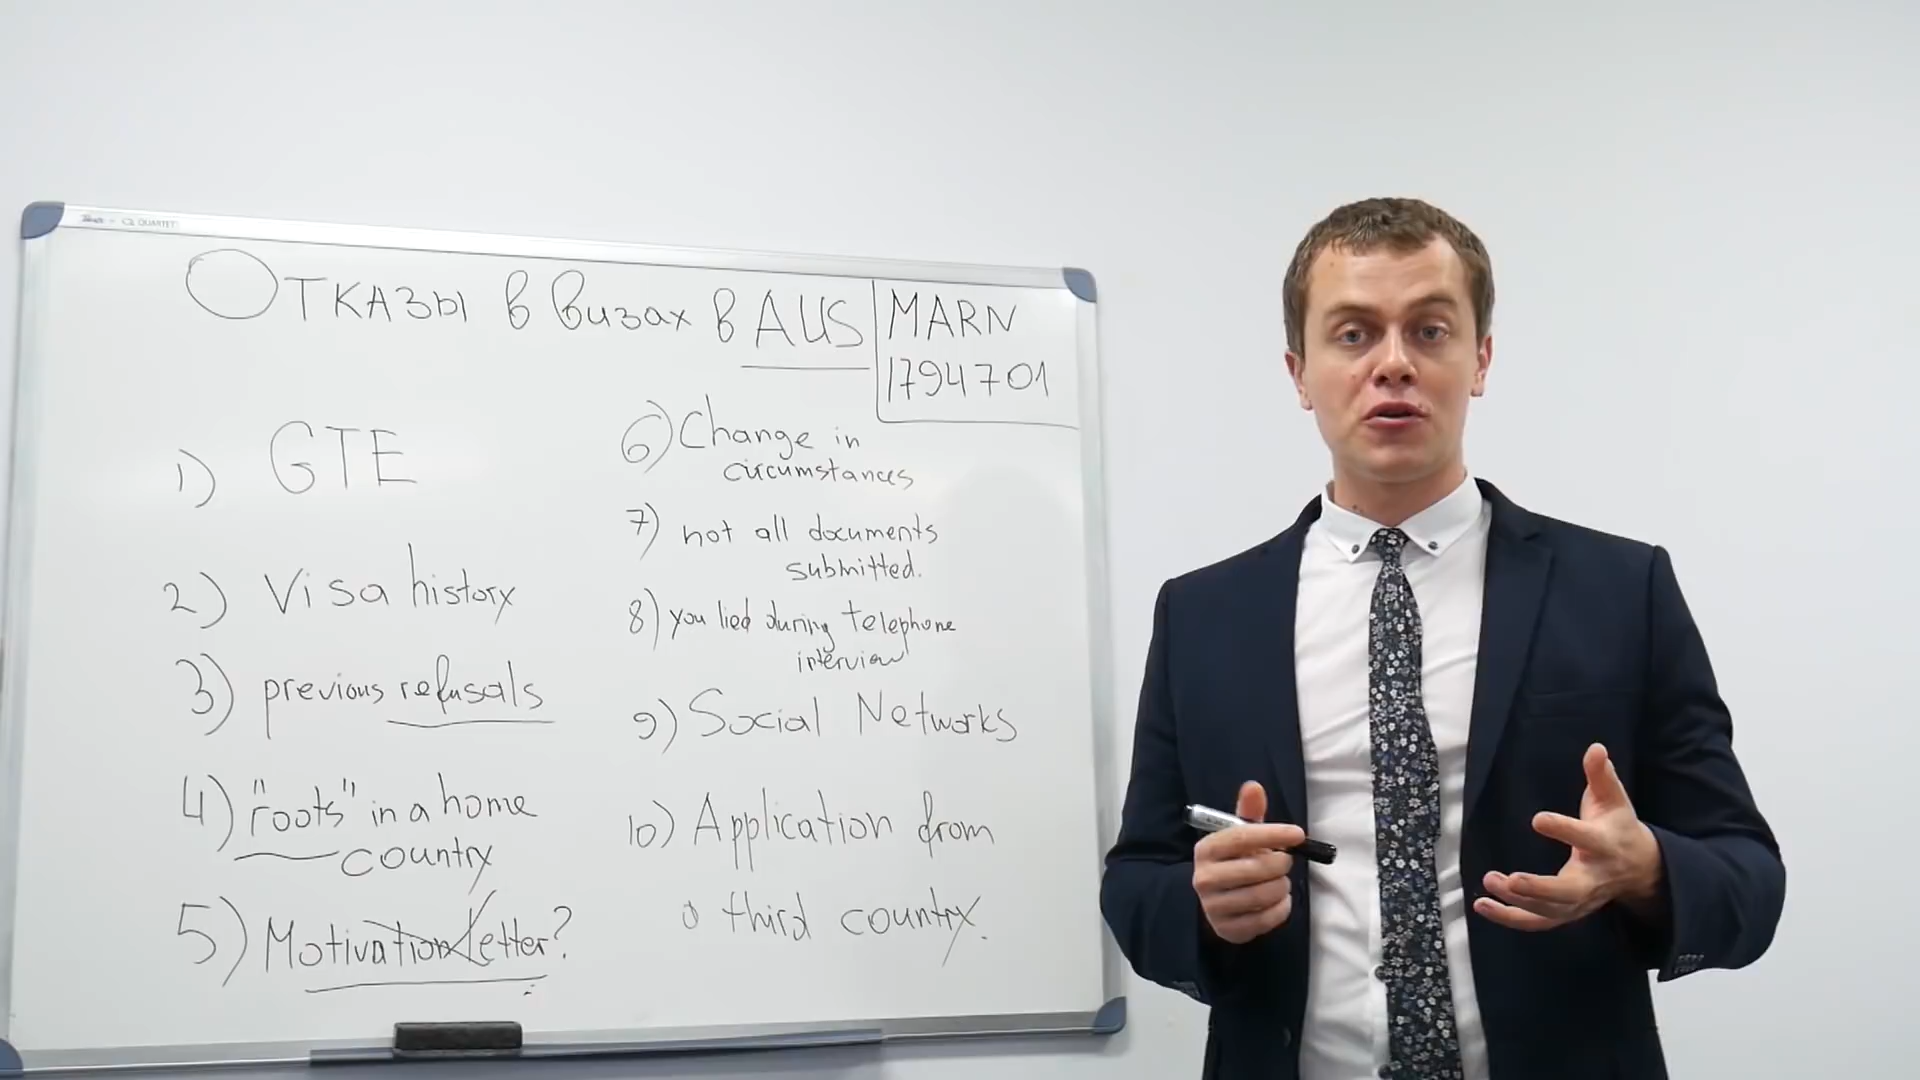 QUARTET
Отказы в визах в AUS
MARN
1794701
1) GTE
2) Visa history
3) previous refusals
4) "roots" in a home
country
5) Motivation Letter?
6) Change in
circumstances
7) not all documents
submitted.
8) you lied during telephone
interview
9) Social Networks
10) Application from
a third country.